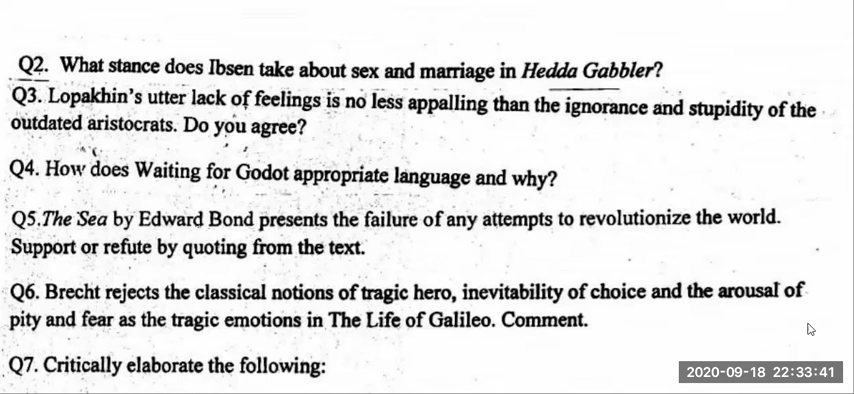 Q2. What stance does Ibsen take about sex and marriage in Hedda Gabbler?
Q3. Lopakhin's utter lack of feelings is no less appalling than the ignorance and stupidity of the
outdated aristocrats. Do you agree?
Q4. How does Waiting for Godot appropriate language and why?
Q5.The Sea by Edward Bond presents the failure of any attempts to revolutionize the world.
Support or refute by quoting from the text.
Q6. Brecht rejects the classical notions of tragic hero, inevitability of choice and the arousal of
pity and fear as the tragic emotions in The Life of Galileo. Comment.
Q7. Critically elaborate the following:
2020-09-18 22:33:41